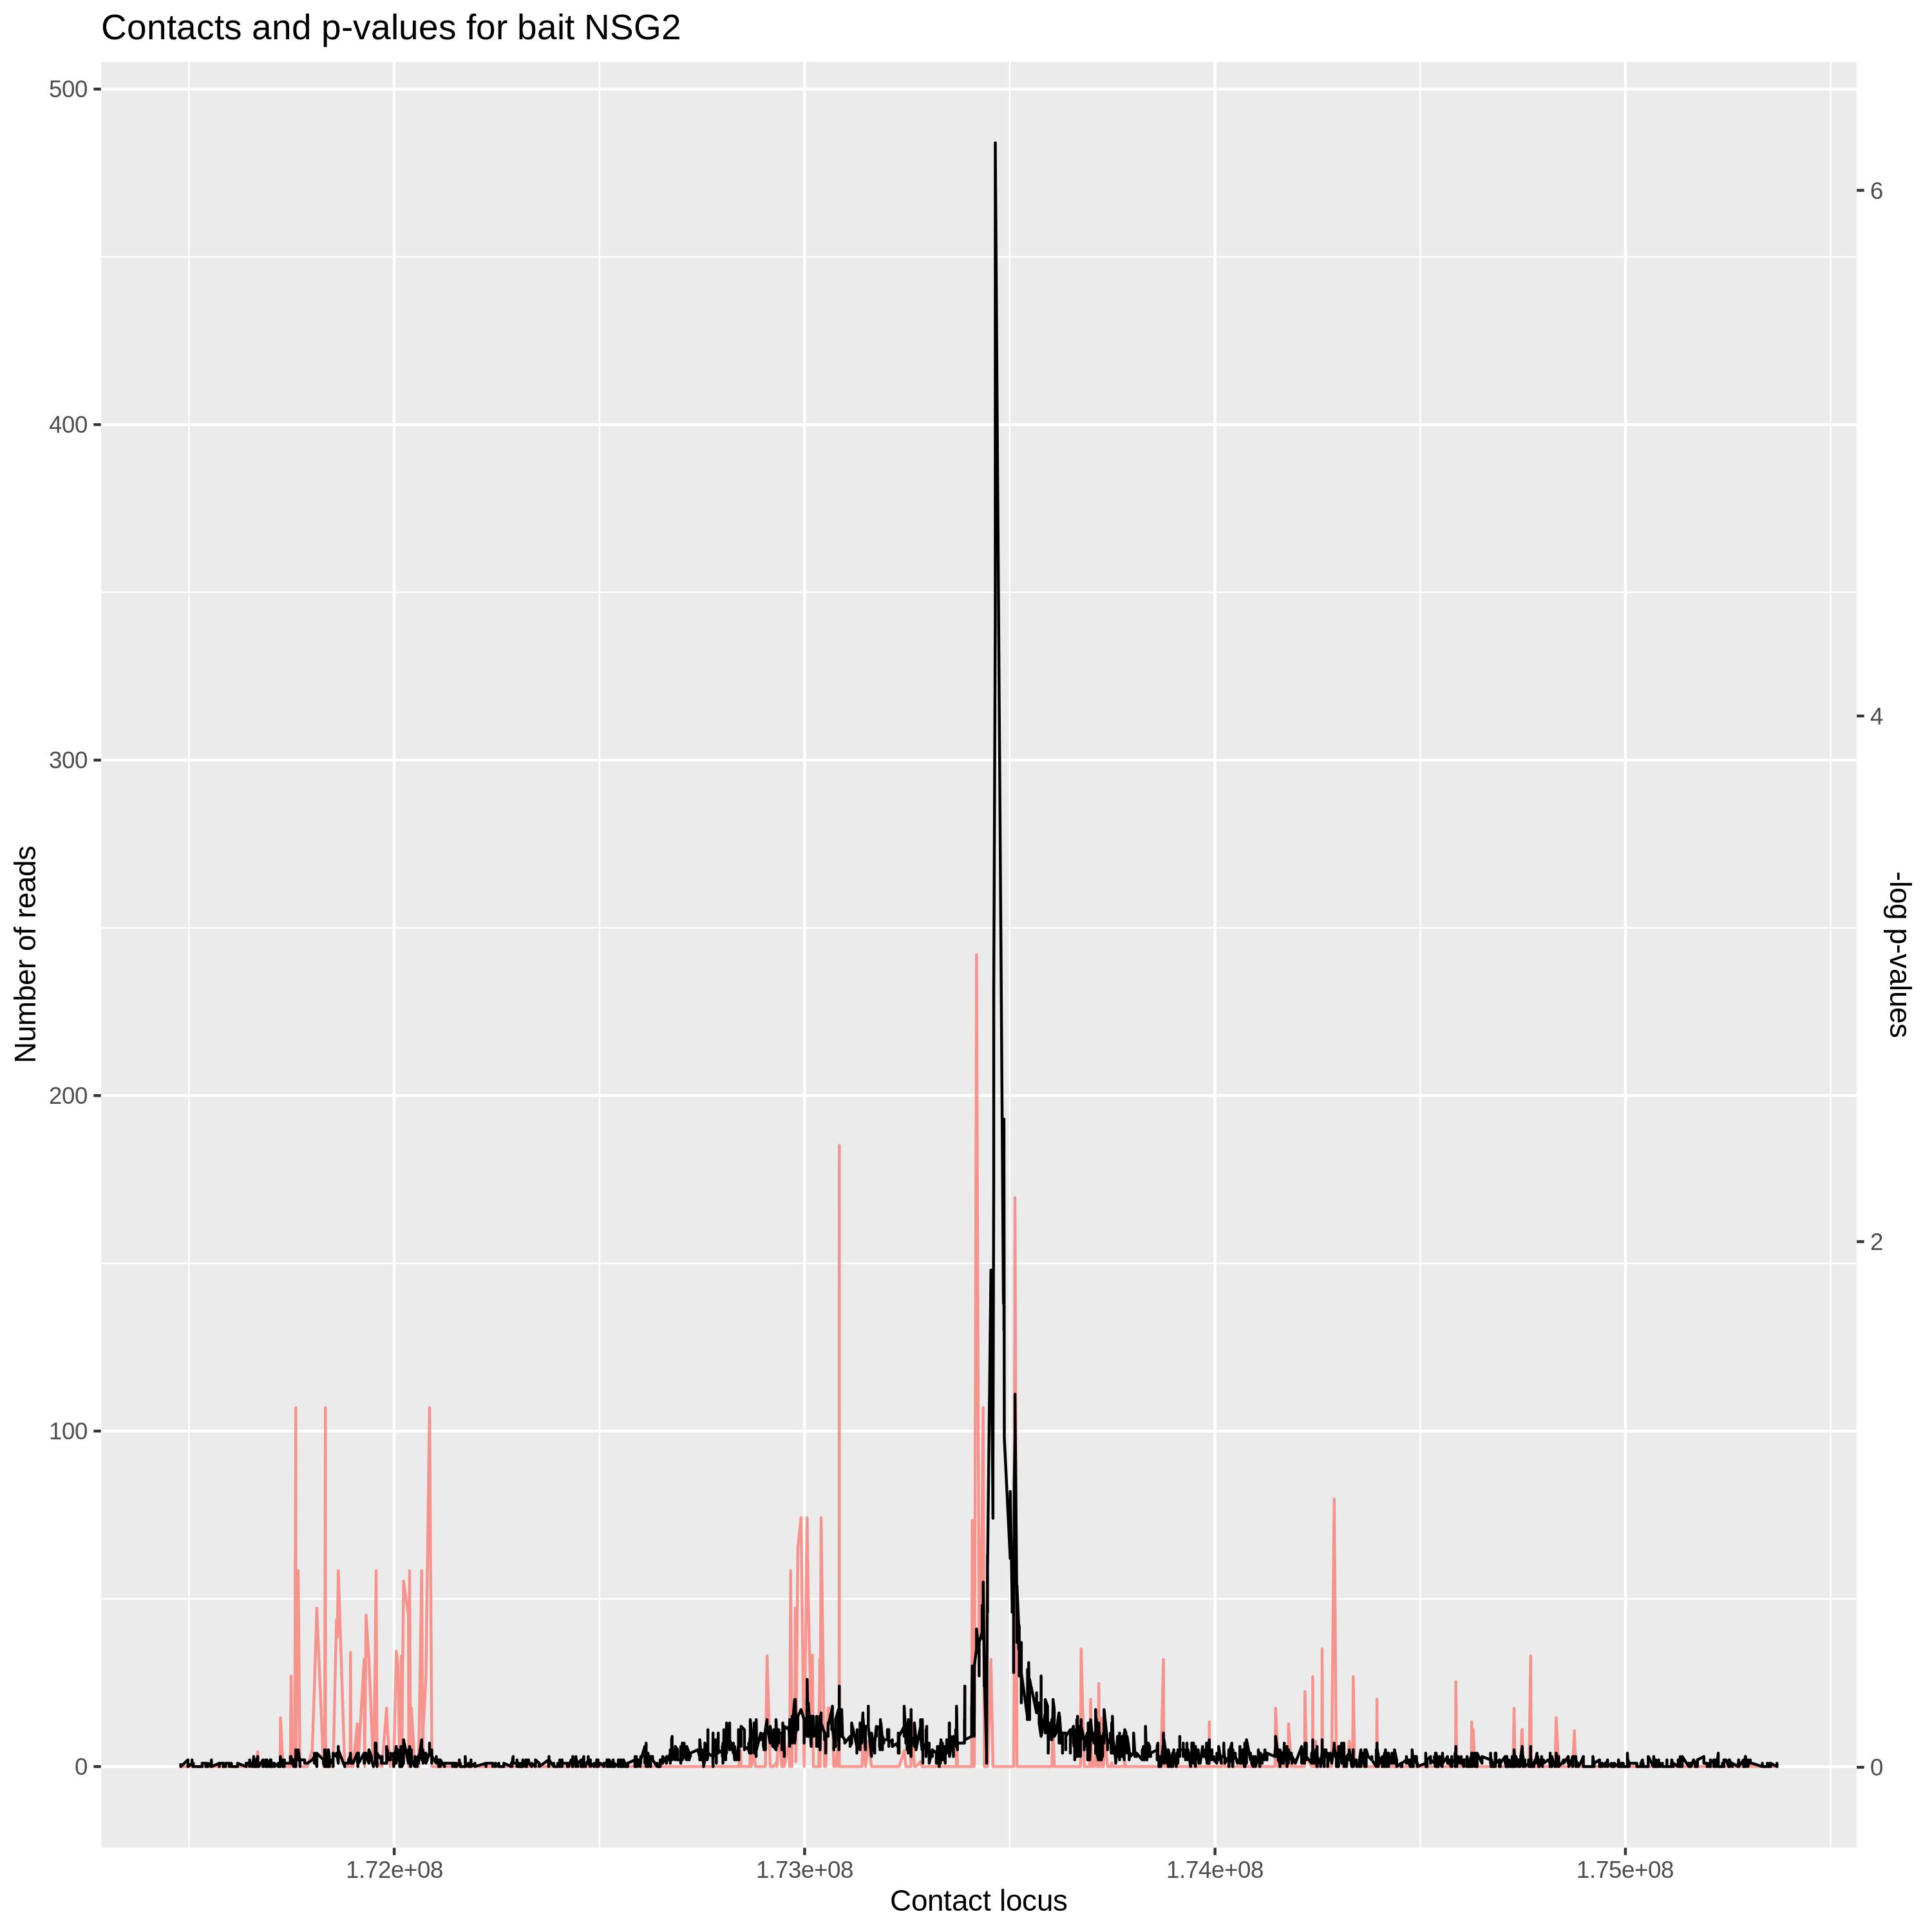 Contacts and p-values for bait NSG2
500
400
300
200
100
0
Number of reads
6
4
2
0
-log p-values
1.72e+08 1.73e+08 1.74e+08 1.75e+08
Contact locus